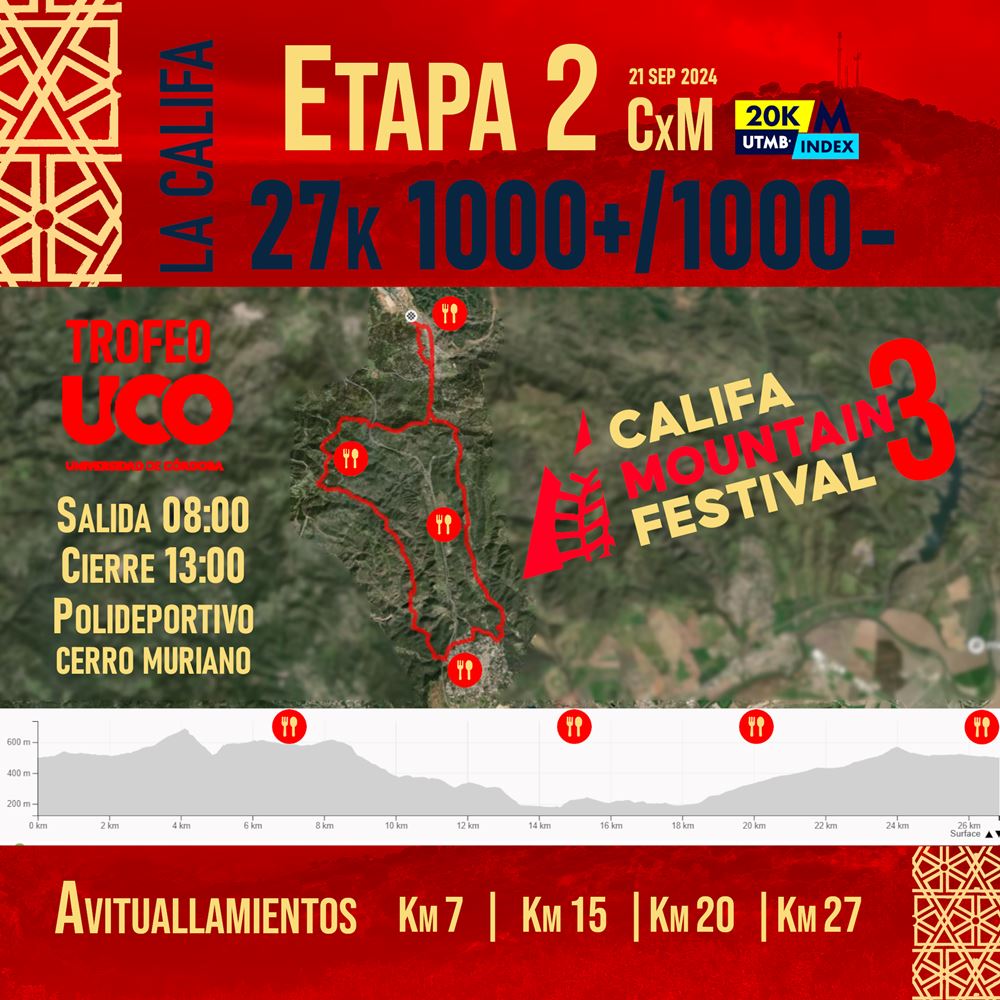 LA CALIFA
ETAPA 2
21 SEP 2024
CxM
20K M
UTMB® INDEX
27K 1000+/1000-
TROFEO
UCO
UNIVERSIDAD DE CÓRDOBA
SALIDA 08:00
CIERRE 13:00
POLIDEPORTIVO
CERRO MURIANO
CALIFA
MOUNTAIN 3
FESTIVAL
600 m
400 m
200 m
0 km 2 km 4 km 6 km 8 km 10 km 12 km 14 km 16 km 18 km 20 km 22 km 24 km 26 km
Surface
AVITUALLAMIENTOS KM 7 | KM 15 | KM 20 | KM 27